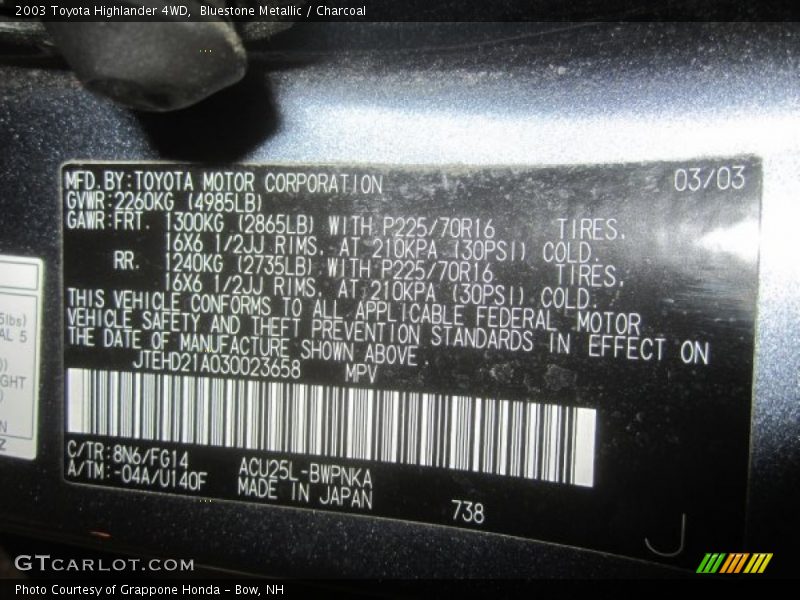 2003 Toyota Highlander 4WD, Bluestone Metallic / Charcoal
MFD.BY:TOYOTA MOTOR CORPORATION 03/03
GVWR:2260KG (4985LB)
GAWR:FRT. 1300KG (2865LB) WITH P225/70R16 TIRES,
16X6 1/2JJ RIMS, AT 210KPA (30PSI) COLD.
RR. 1240KG (2735LB) WITH P225/70R16 TIRES,
16X6 1/2JJ RIMS, AT 210KPA (30PSI) COLD.
THIS VEHICLE CONFORMS TO ALL APPLICABLE FEDERAL MOTOR
VEHICLE SAFETY AND THEFT PREVENTION STANDARDS IN EFFECT ON
THE DATE OF MANUFACTURE SHOWN ABOVE.
JTEHD21A030023658 MPV
C/TR:8N6/FG14
A/TM:-04A/U140F
ACU25L-BWPNKA
MADE IN JAPAN
738
J
5lbs)
AL 5
GHT
N
Z
GTCARLOT.COM
Photo Courtesy of Grappone Honda - Bow, NH